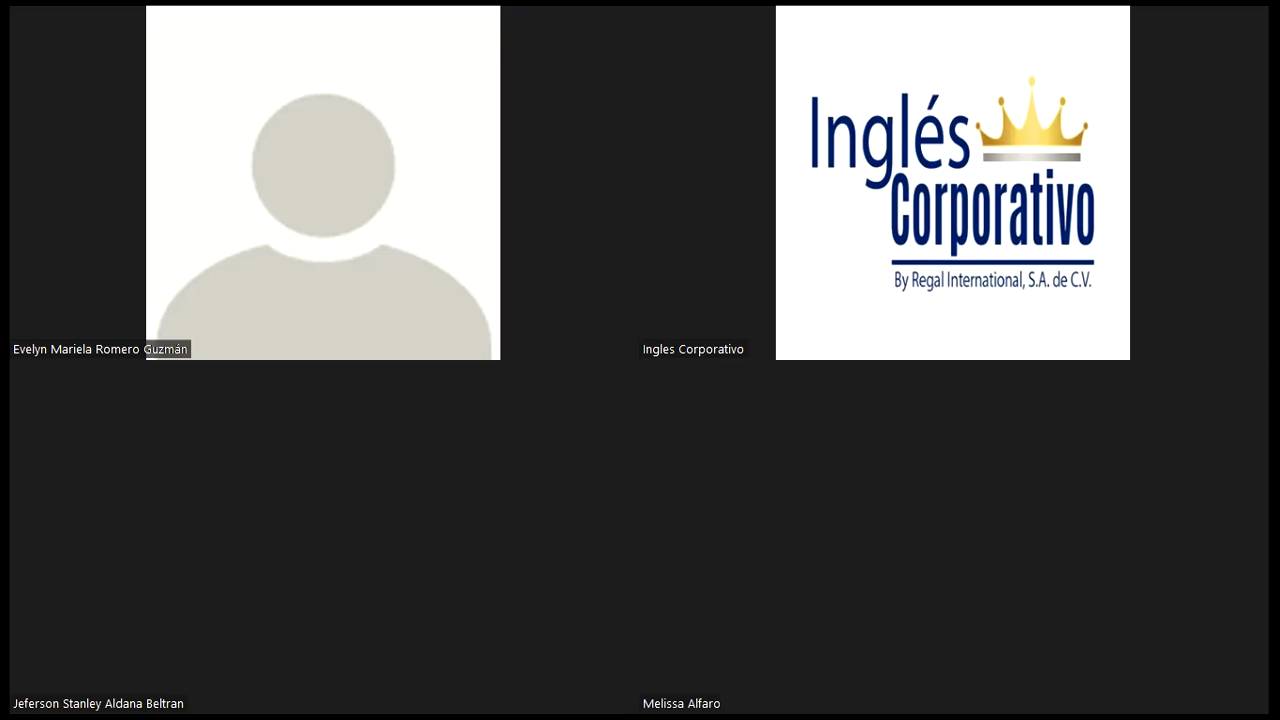 Inglés
Corporativo
By Regal International, S.A. de C.V.
Evelyn Mariela Romero Guzmán
Ingles Corporativo
Jeferson Stanley Aldana Beltran
Melissa Alfaro